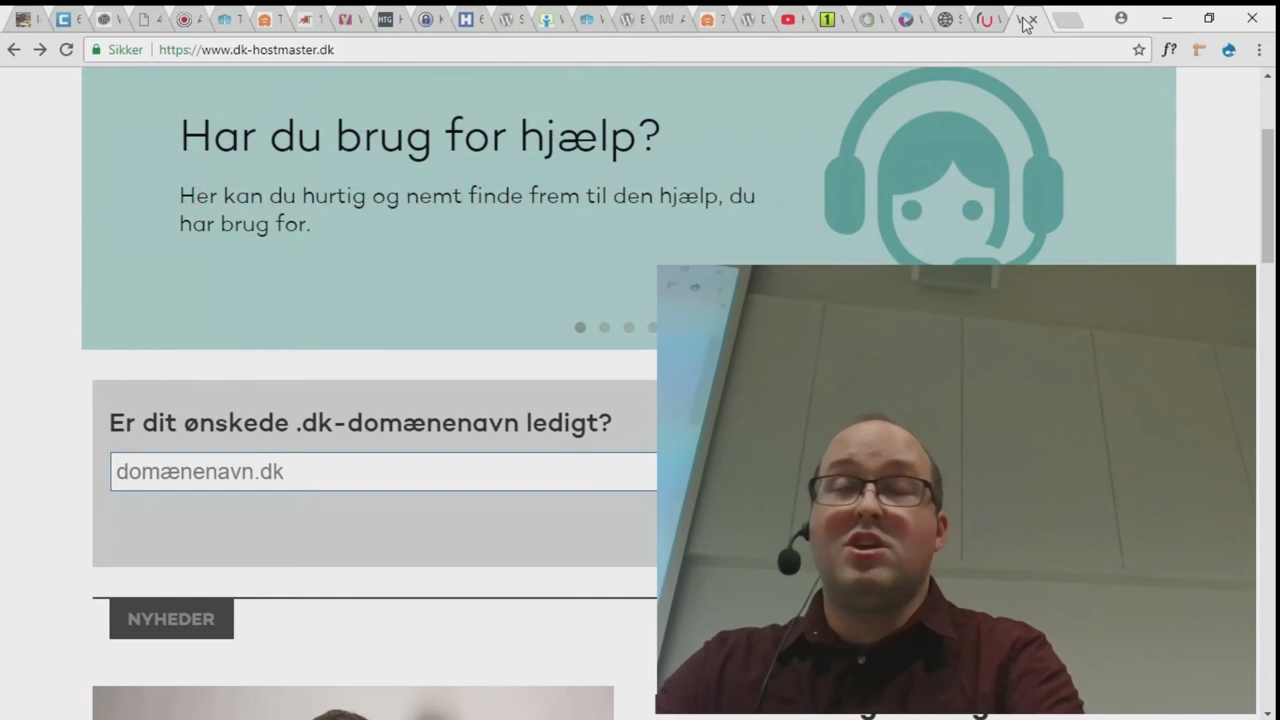 Sikker
https://www.dk-hostmaster.dk
Har du brug for hjælp?
Her kan du hurtig og nemt finde frem til den hjælp, du
har brug for.
Er dit ønskede .dk-domænenavn ledigt?
domænenavn.dk
NYHEDER